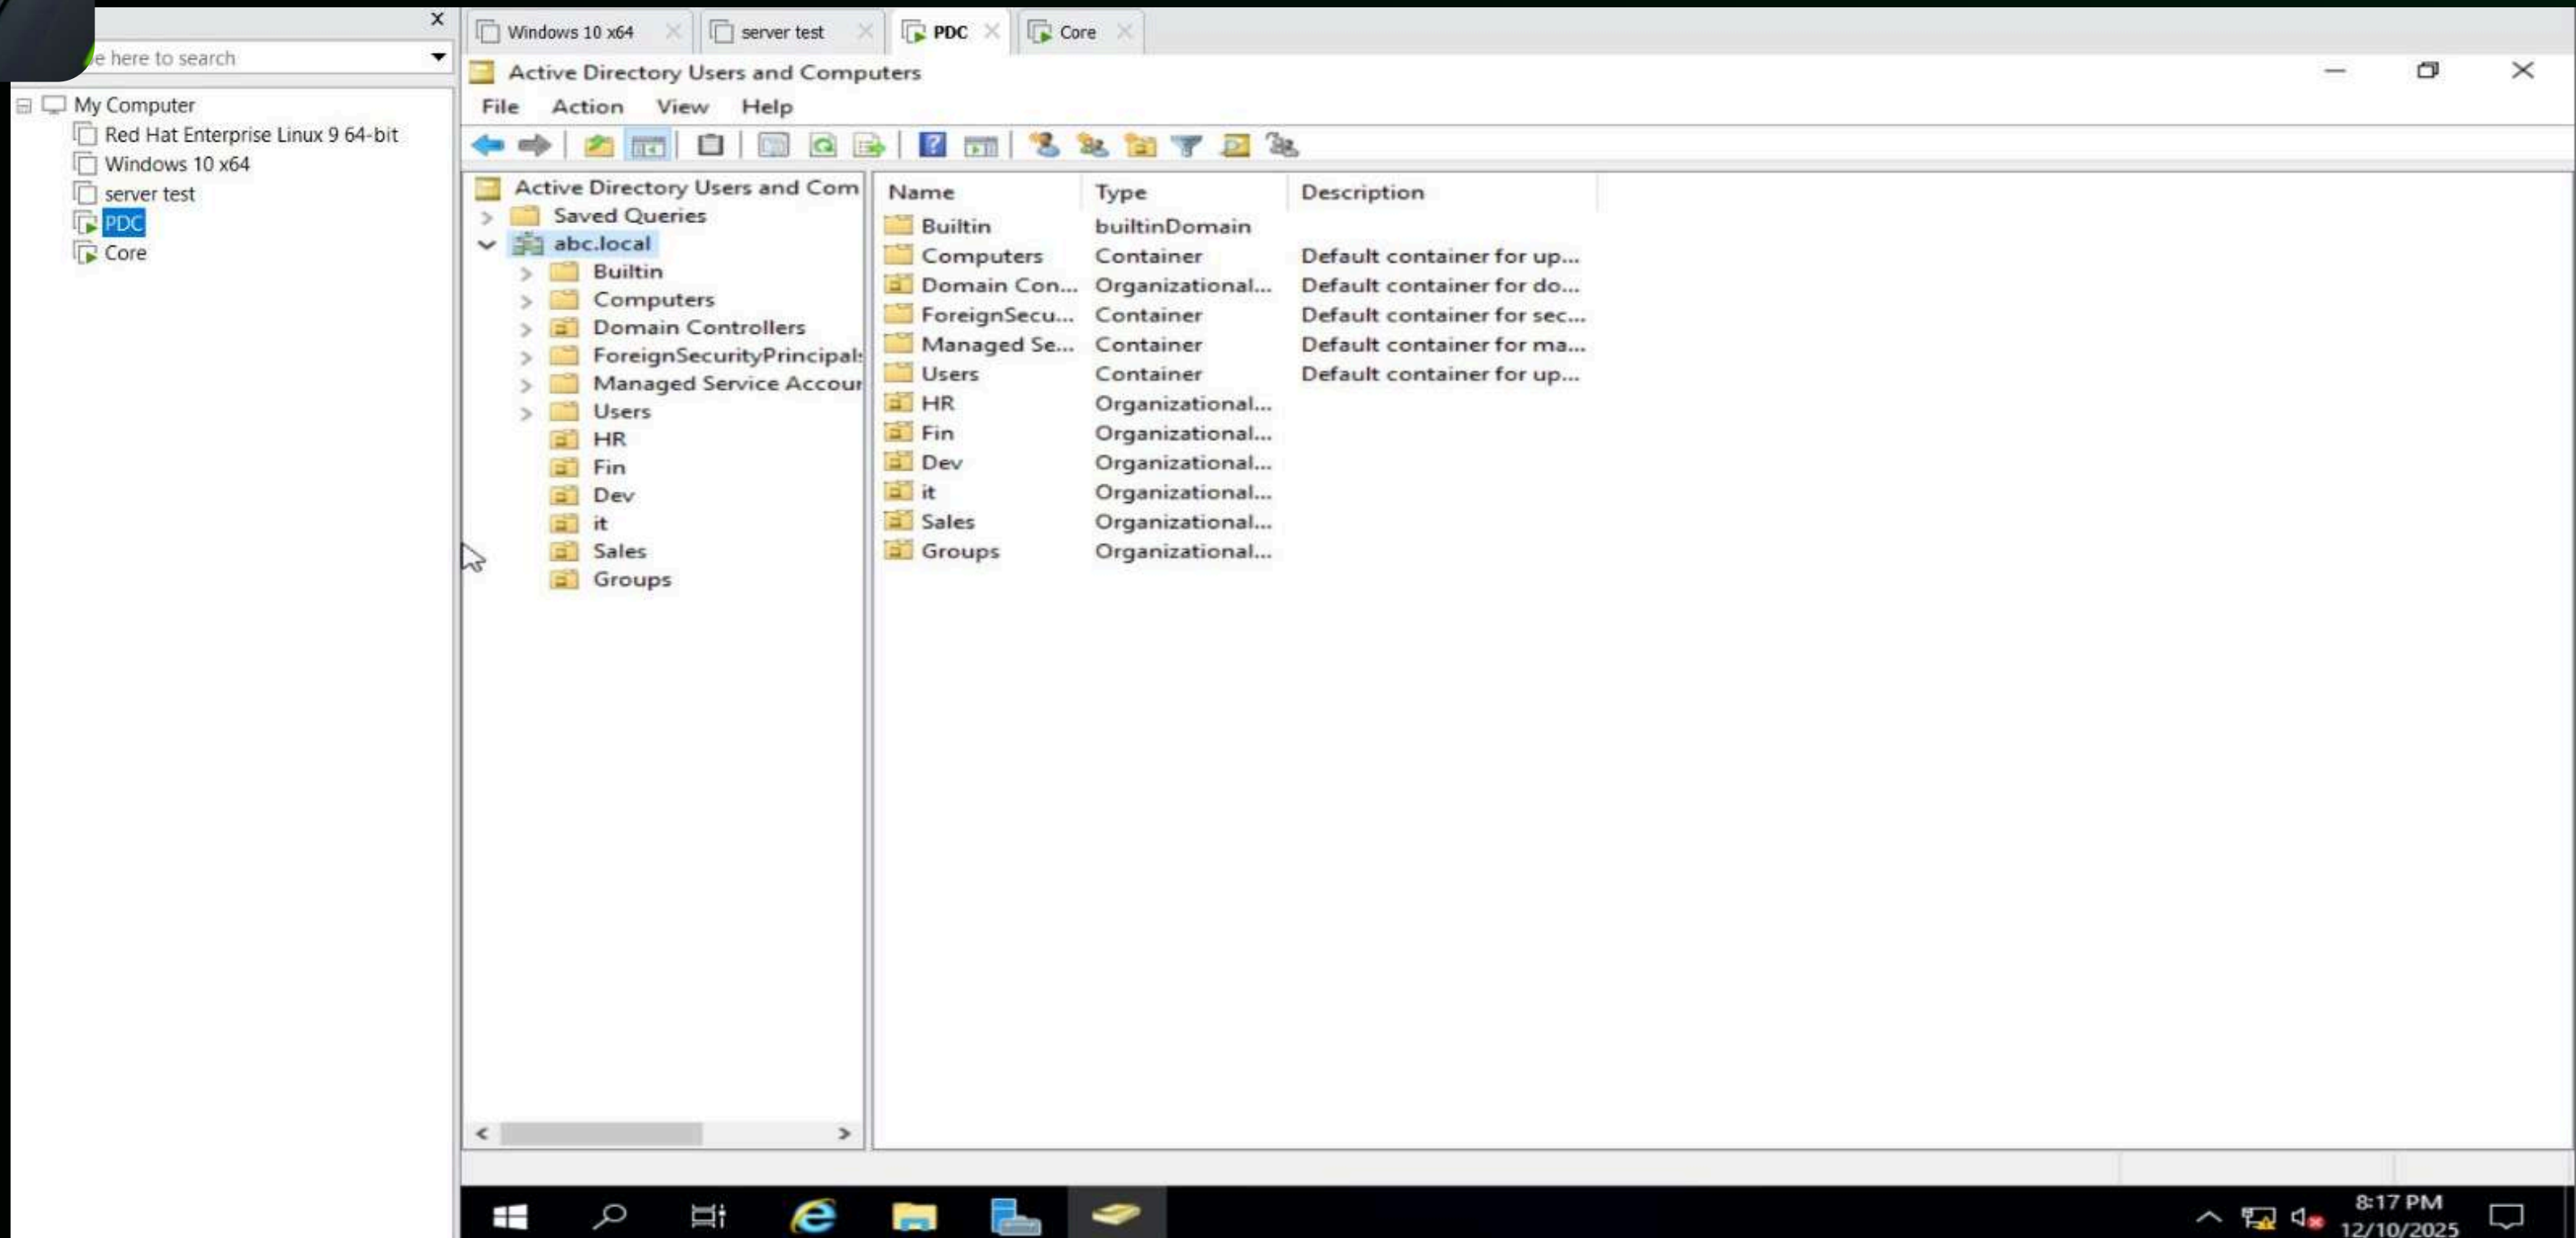 e here to search
My Computer
Red Hat Enterprise Linux 9 64-bit
Windows 10 x64
server test
PDC
Core
Windows 10 x64
server test
PDC
Core
Active Directory Users and Computers
File Action View Help
Active Directory Users and Com
Saved Queries
abc.local
Builtin
Computers
Domain Controllers
ForeignSecurityPrincipals
Managed Service Accour
Users
HR
Fin
Dev
it
Sales
Groups
Name Type Description
Builtin builtinDomain
Computers Container Default container for up...
Domain Con... Organizational... Default container for do...
ForeignSecu... Container Default container for sec...
Managed Se... Container Default container for ma...
Users Container Default container for up...
HR Organizational...
Fin Organizational...
Dev Organizational...
it Organizational...
Sales Organizational...
Groups Organizational...
8:17 PM
12/10/2025